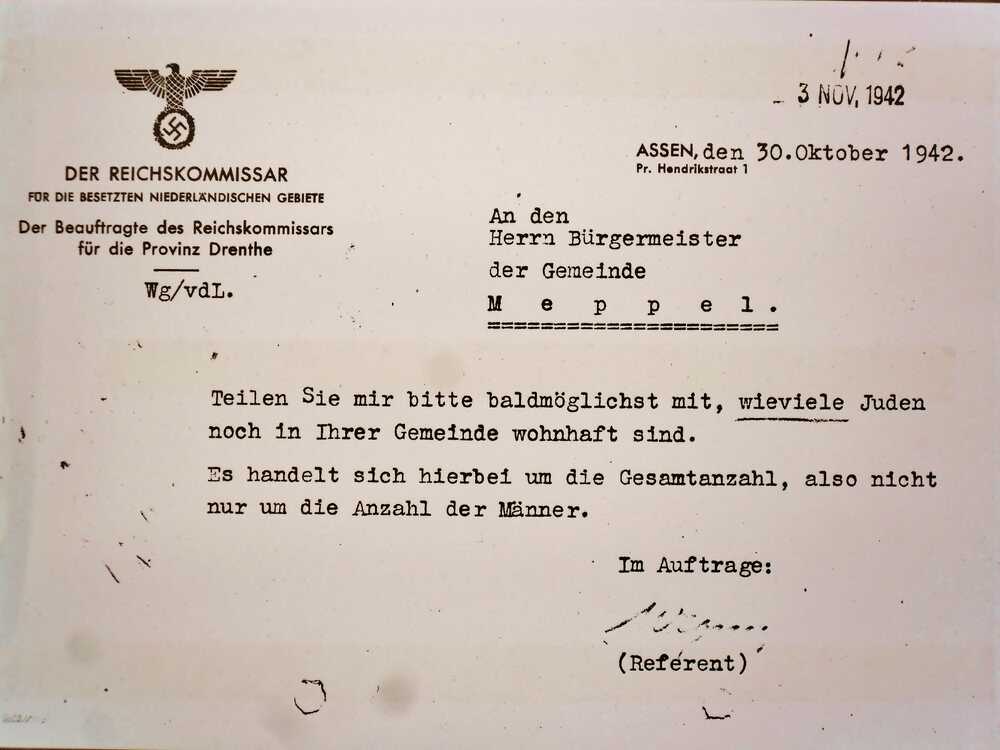 - 3 NOV, 1942
DER REICHSKOMMISSAR
FÜR DIE BESETZTEN NIEDERLÄNDISCHEN GEBIETE
Der Beauftragte des Reichskommissars
für die Provinz Drenthe
Wg/vdL.
ASSEN, den 30.Oktober 1942.
Pr. Hendrikstraat 1
An den
Herrn Bürgermeister
der Gemeinde
M e p p e l .
======================
Teilen Sie mir bitte baldmöglichst mit, wieviele Juden
noch in Ihrer Gemeinde wohnhaft sind.
Es handelt sich hierbei um die Gesamtanzahl, also nicht
nur um die Anzahl der Männer.
Im Auftrage:
(Referent)